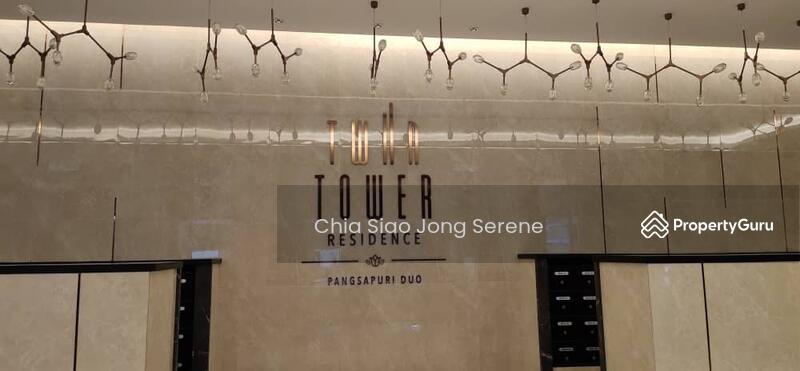 TWIN
TOWER
RESIDENCE
PANGSAPURI DUO
Chia Siao Jong Serene
PropertyGuru